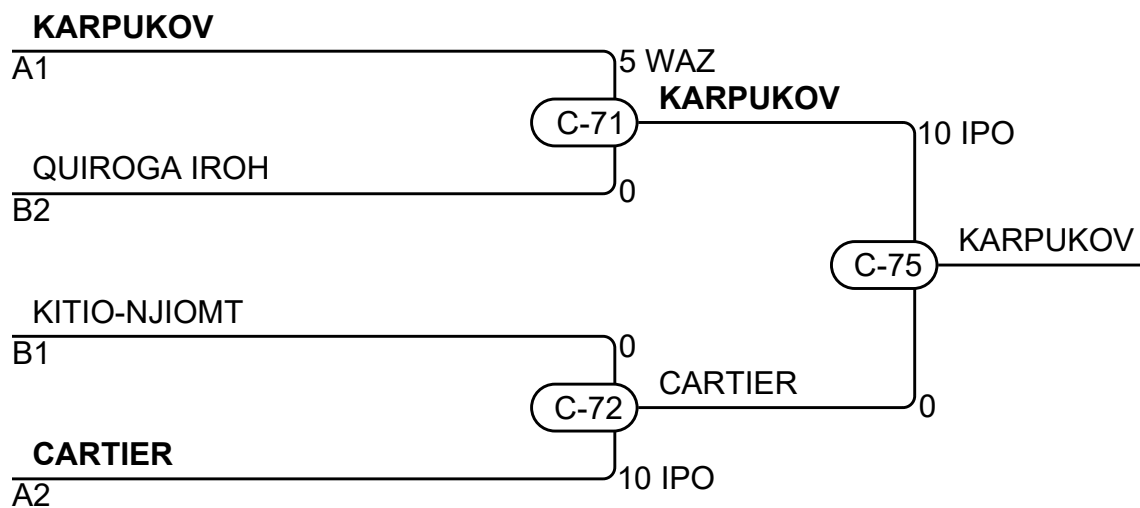 KARPUKOV
A1
5 WAZ
C-71
KARPUKOV
10 IPO
QUIROGA IROH
B2
0
C-75
KARPUKOV
KITIO-NJIOMT
B1
0
C-72
CARTIER
0
CARTIER
A2
10 IPO